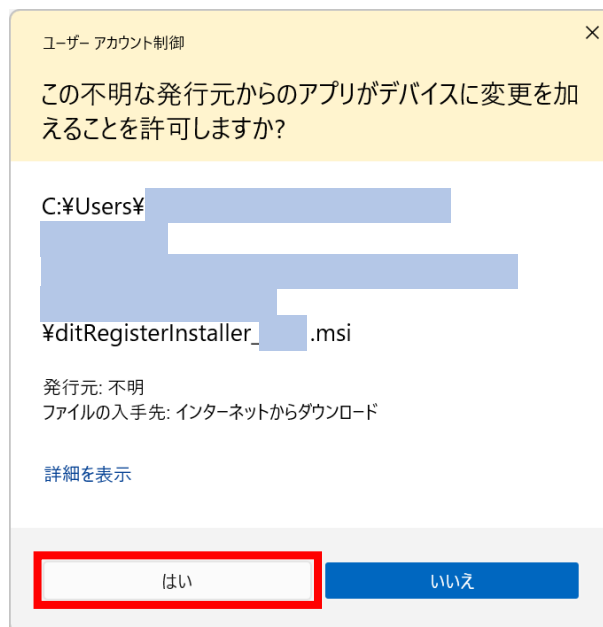 ユーザー アカウント制御
この不明な発行元からのアプリがデバイスに変更を加
えることを許可しますか?
C:¥Users¥
¥ditRegisterInstaller_ .msi
発行元: 不明
ファイルの入手先: インターネットからダウンロード
詳細を表示
はい
いいえ